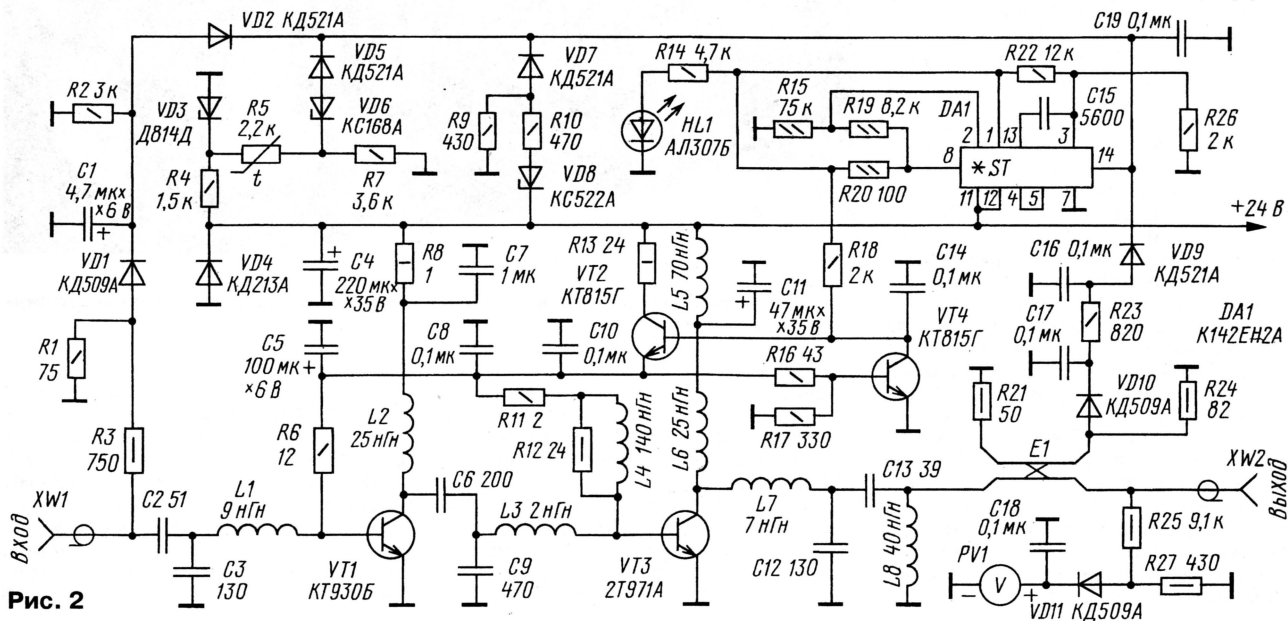 VD2 КД521А
C19 0,1 мк
R2 3 к
VD3
Д814Д
R5
2,2 к
t
VD5
КД521А
VD6
КС168А
R7
3,6 к
VD7
КД521А
R9
430
R10
470
VD8
КС522А
R14 4,7 к
HL1
АЛ307Б
R15
75 к
R19 8,2 к
R20 100
DA1
R22 12 к
C15
5600
R26
2 к
2 1 13 3
8 * ST 14
11 12 4 5 7
C1
4,7 мк×
×6 В
+
R4
1,5 к
+24 В
VD1
КД509А
VD4
КД213А
+
C4
220 мк×
×35 В
R8
1
C7
1 мк
R13 24
VT2
КТ815Г
L5 70 нГн
C11
47 мк×
×35 В
+
R18
2 к
C14
0,1 мк
VT4
КТ815Г
C16
0,1 мк
C17
0,1 мк
VD9
КД521А
R23
820
DA1
К142ЕН2А
R1
75
C5
100 мк
×6 В
+
C8
0,1 мк
C10
0,1 мк
R16 43
R17 330
R21
50
VD10
КД509А
R24
82
R3
750
R6
12
L2
25 нГн
R11 2
R12 24
L4 140 нГн
L6 25 нГн
E1
XW1
Вход
C2 51
L1
9 нГн
C6 200
L3 2 нГн
L7
7 нГн
C13 39
XW2
Выход
C3
130
VT1
КТ930Б
C9
470
VT3
2Т971А
C12 130
L8 40 нГн
C18
0,1 мк
PV1
V
−
+
VD11 КД509А
R25 9,1 к
R27 430
Рис. 2